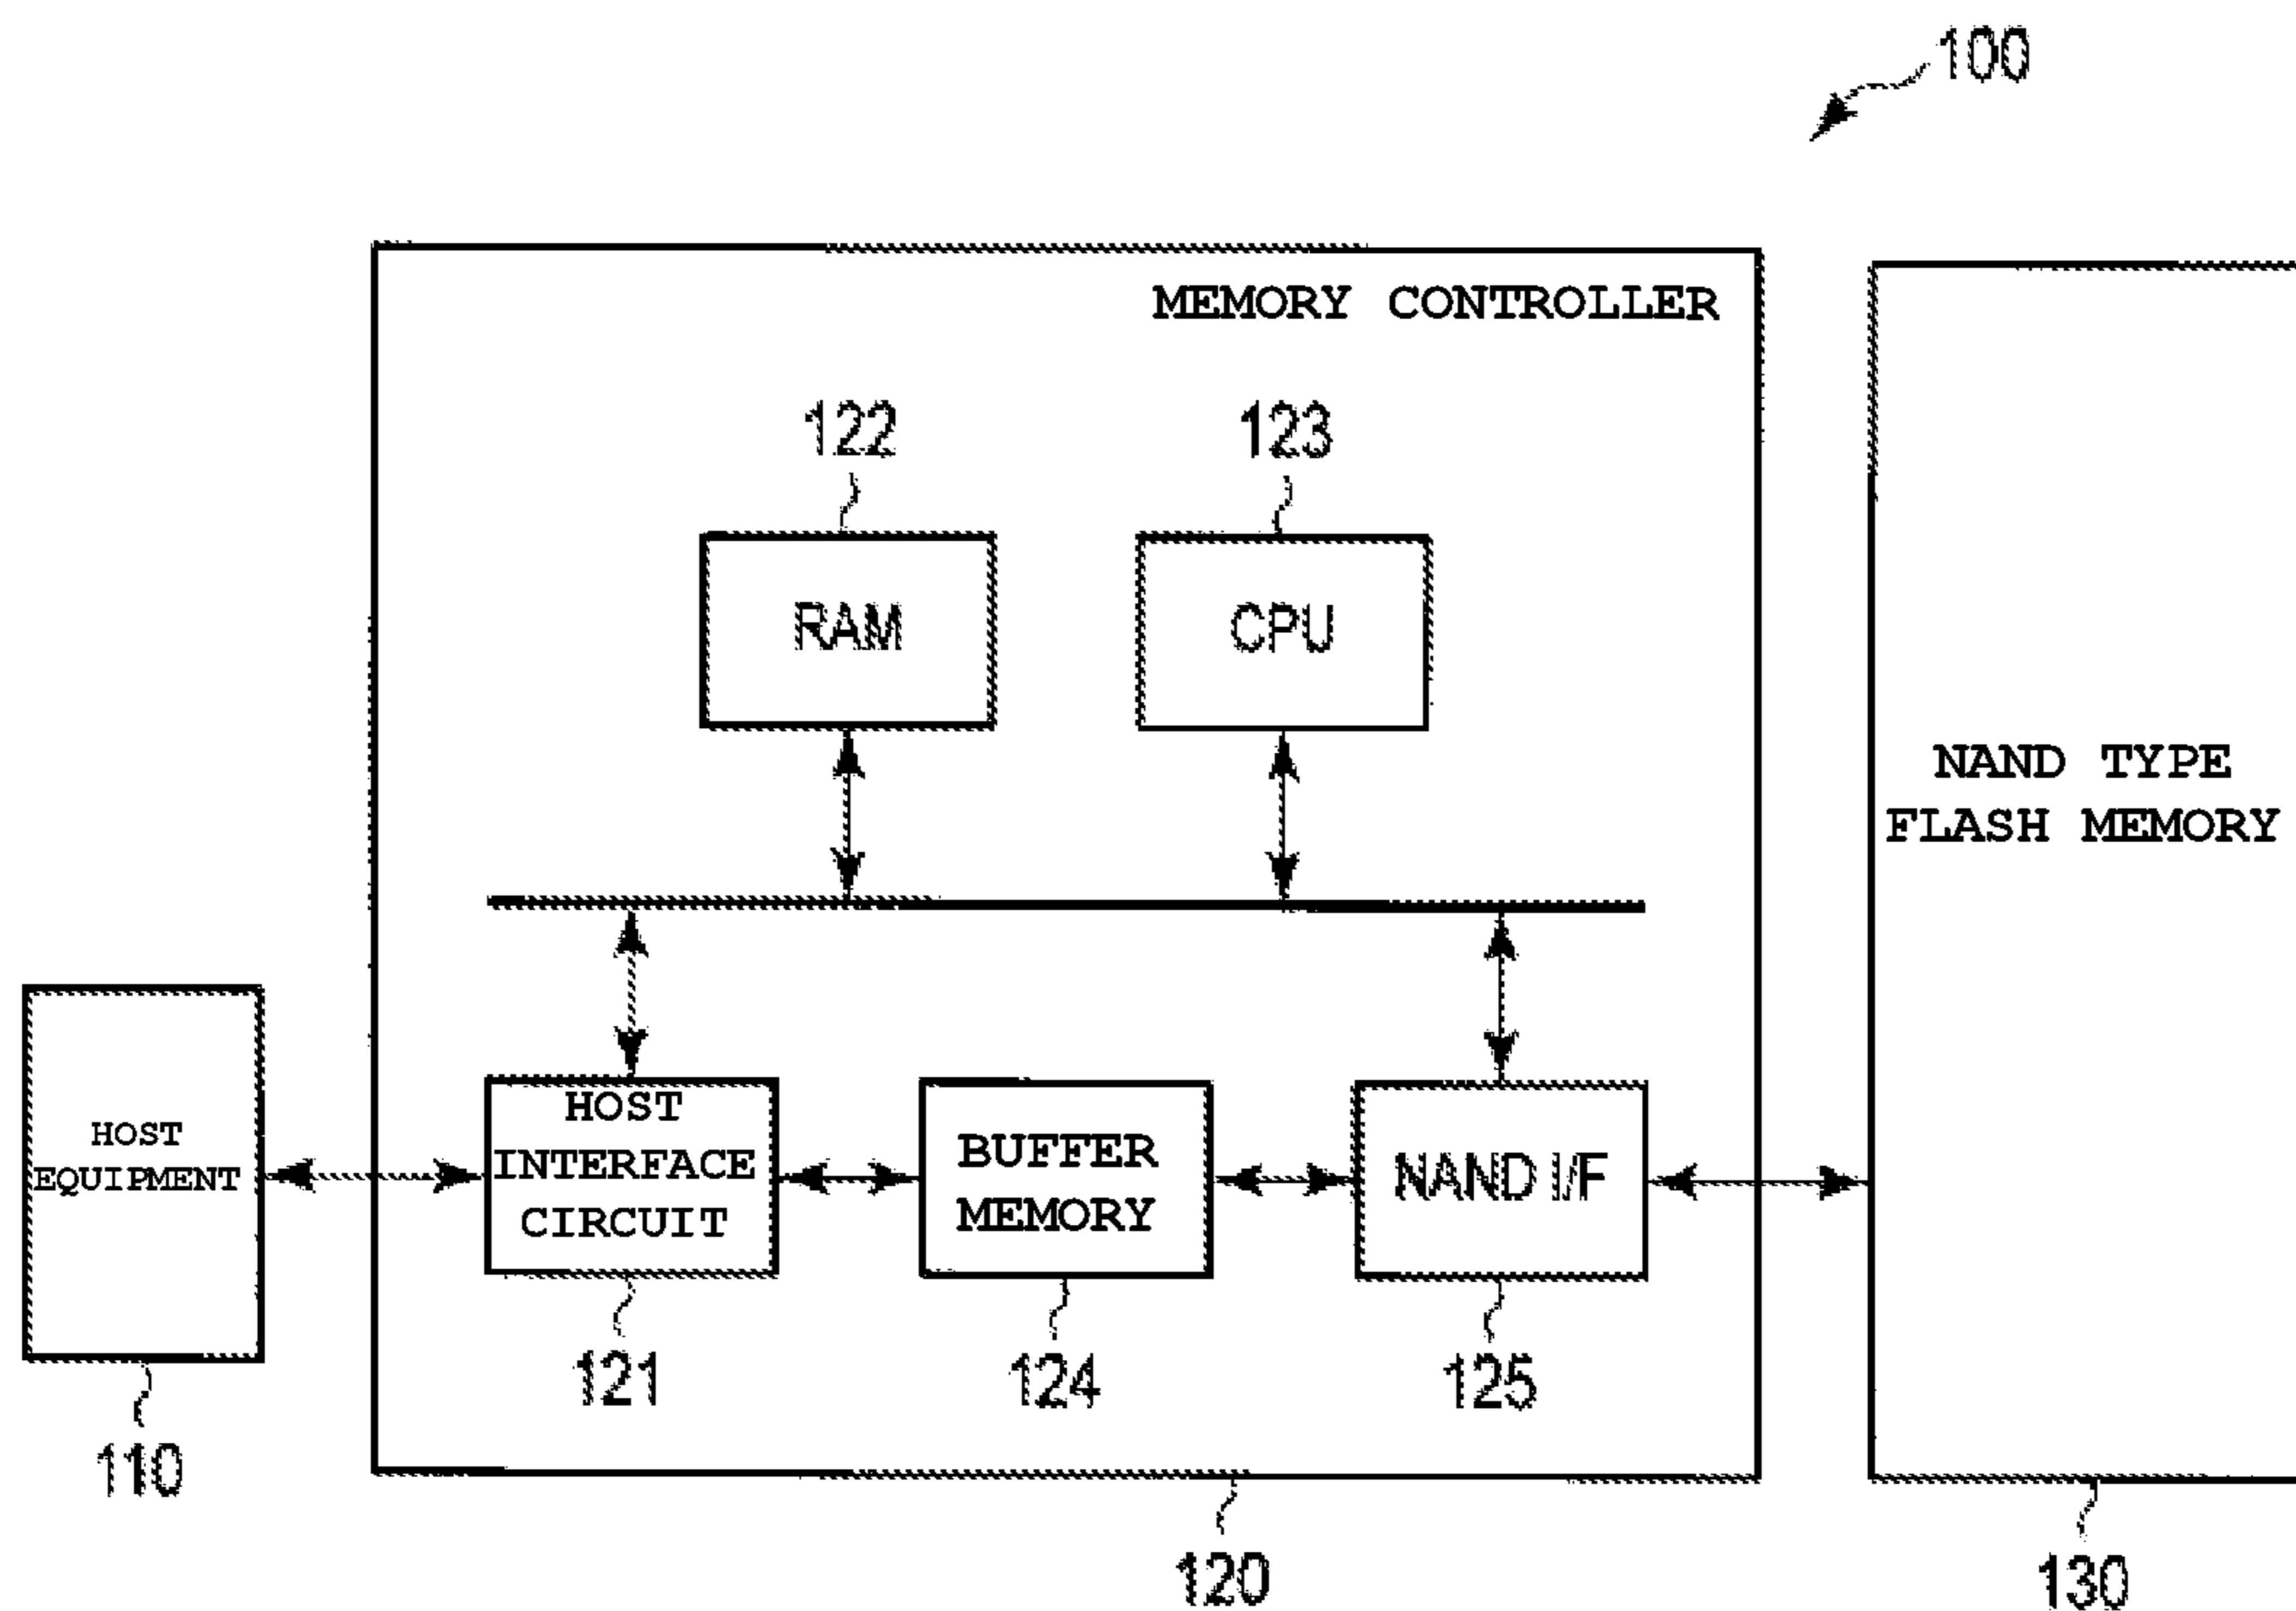 100
MEMORY CONTROLLER
122
123
RAM
CPU
NAND TYPE
FLASH MEMORY
HOST
EQUIPMENT
HOST
INTERFACE
CIRCUIT
BUFFER
MEMORY
NAND I/F
121
124
125
110
120
130